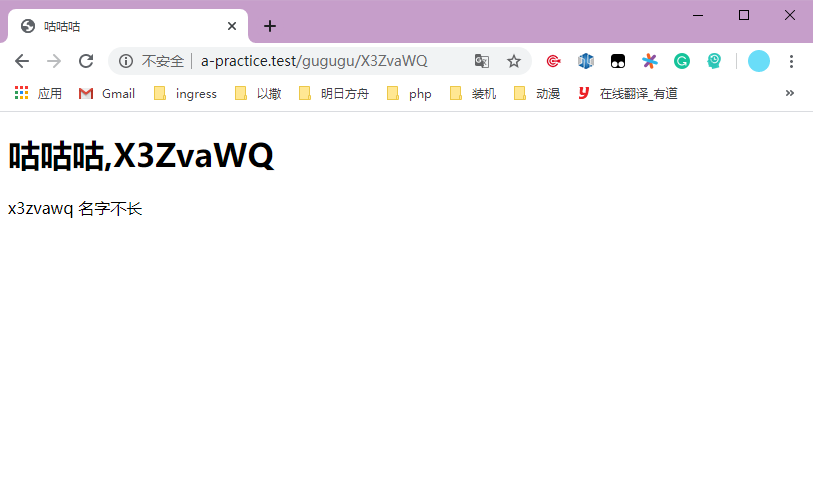 咕咕咕
不安全 a-practice.test/gugugu/X3ZvaWQ
应用 Gmail ingress 以撒 明日方舟 php 装机 动漫 在线翻译_有道 »
咕咕咕,X3ZvaWQ
x3zvawq 名字不长